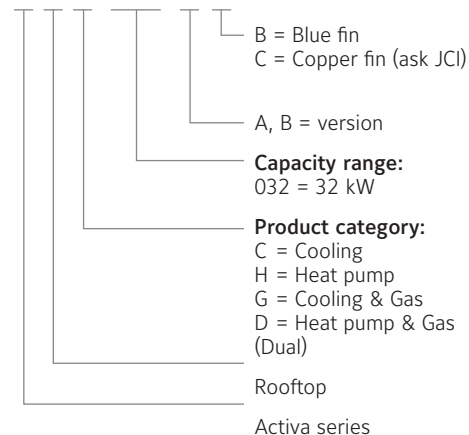 B = Blue fin
C = Copper fin (ask JCI)
A, B = version
Capacity range:
032 = 32 kW
Product category:
C = Cooling
H = Heat pump
G = Cooling & Gas
D = Heat pump & Gas
(Dual)
Rooftop
Activa series